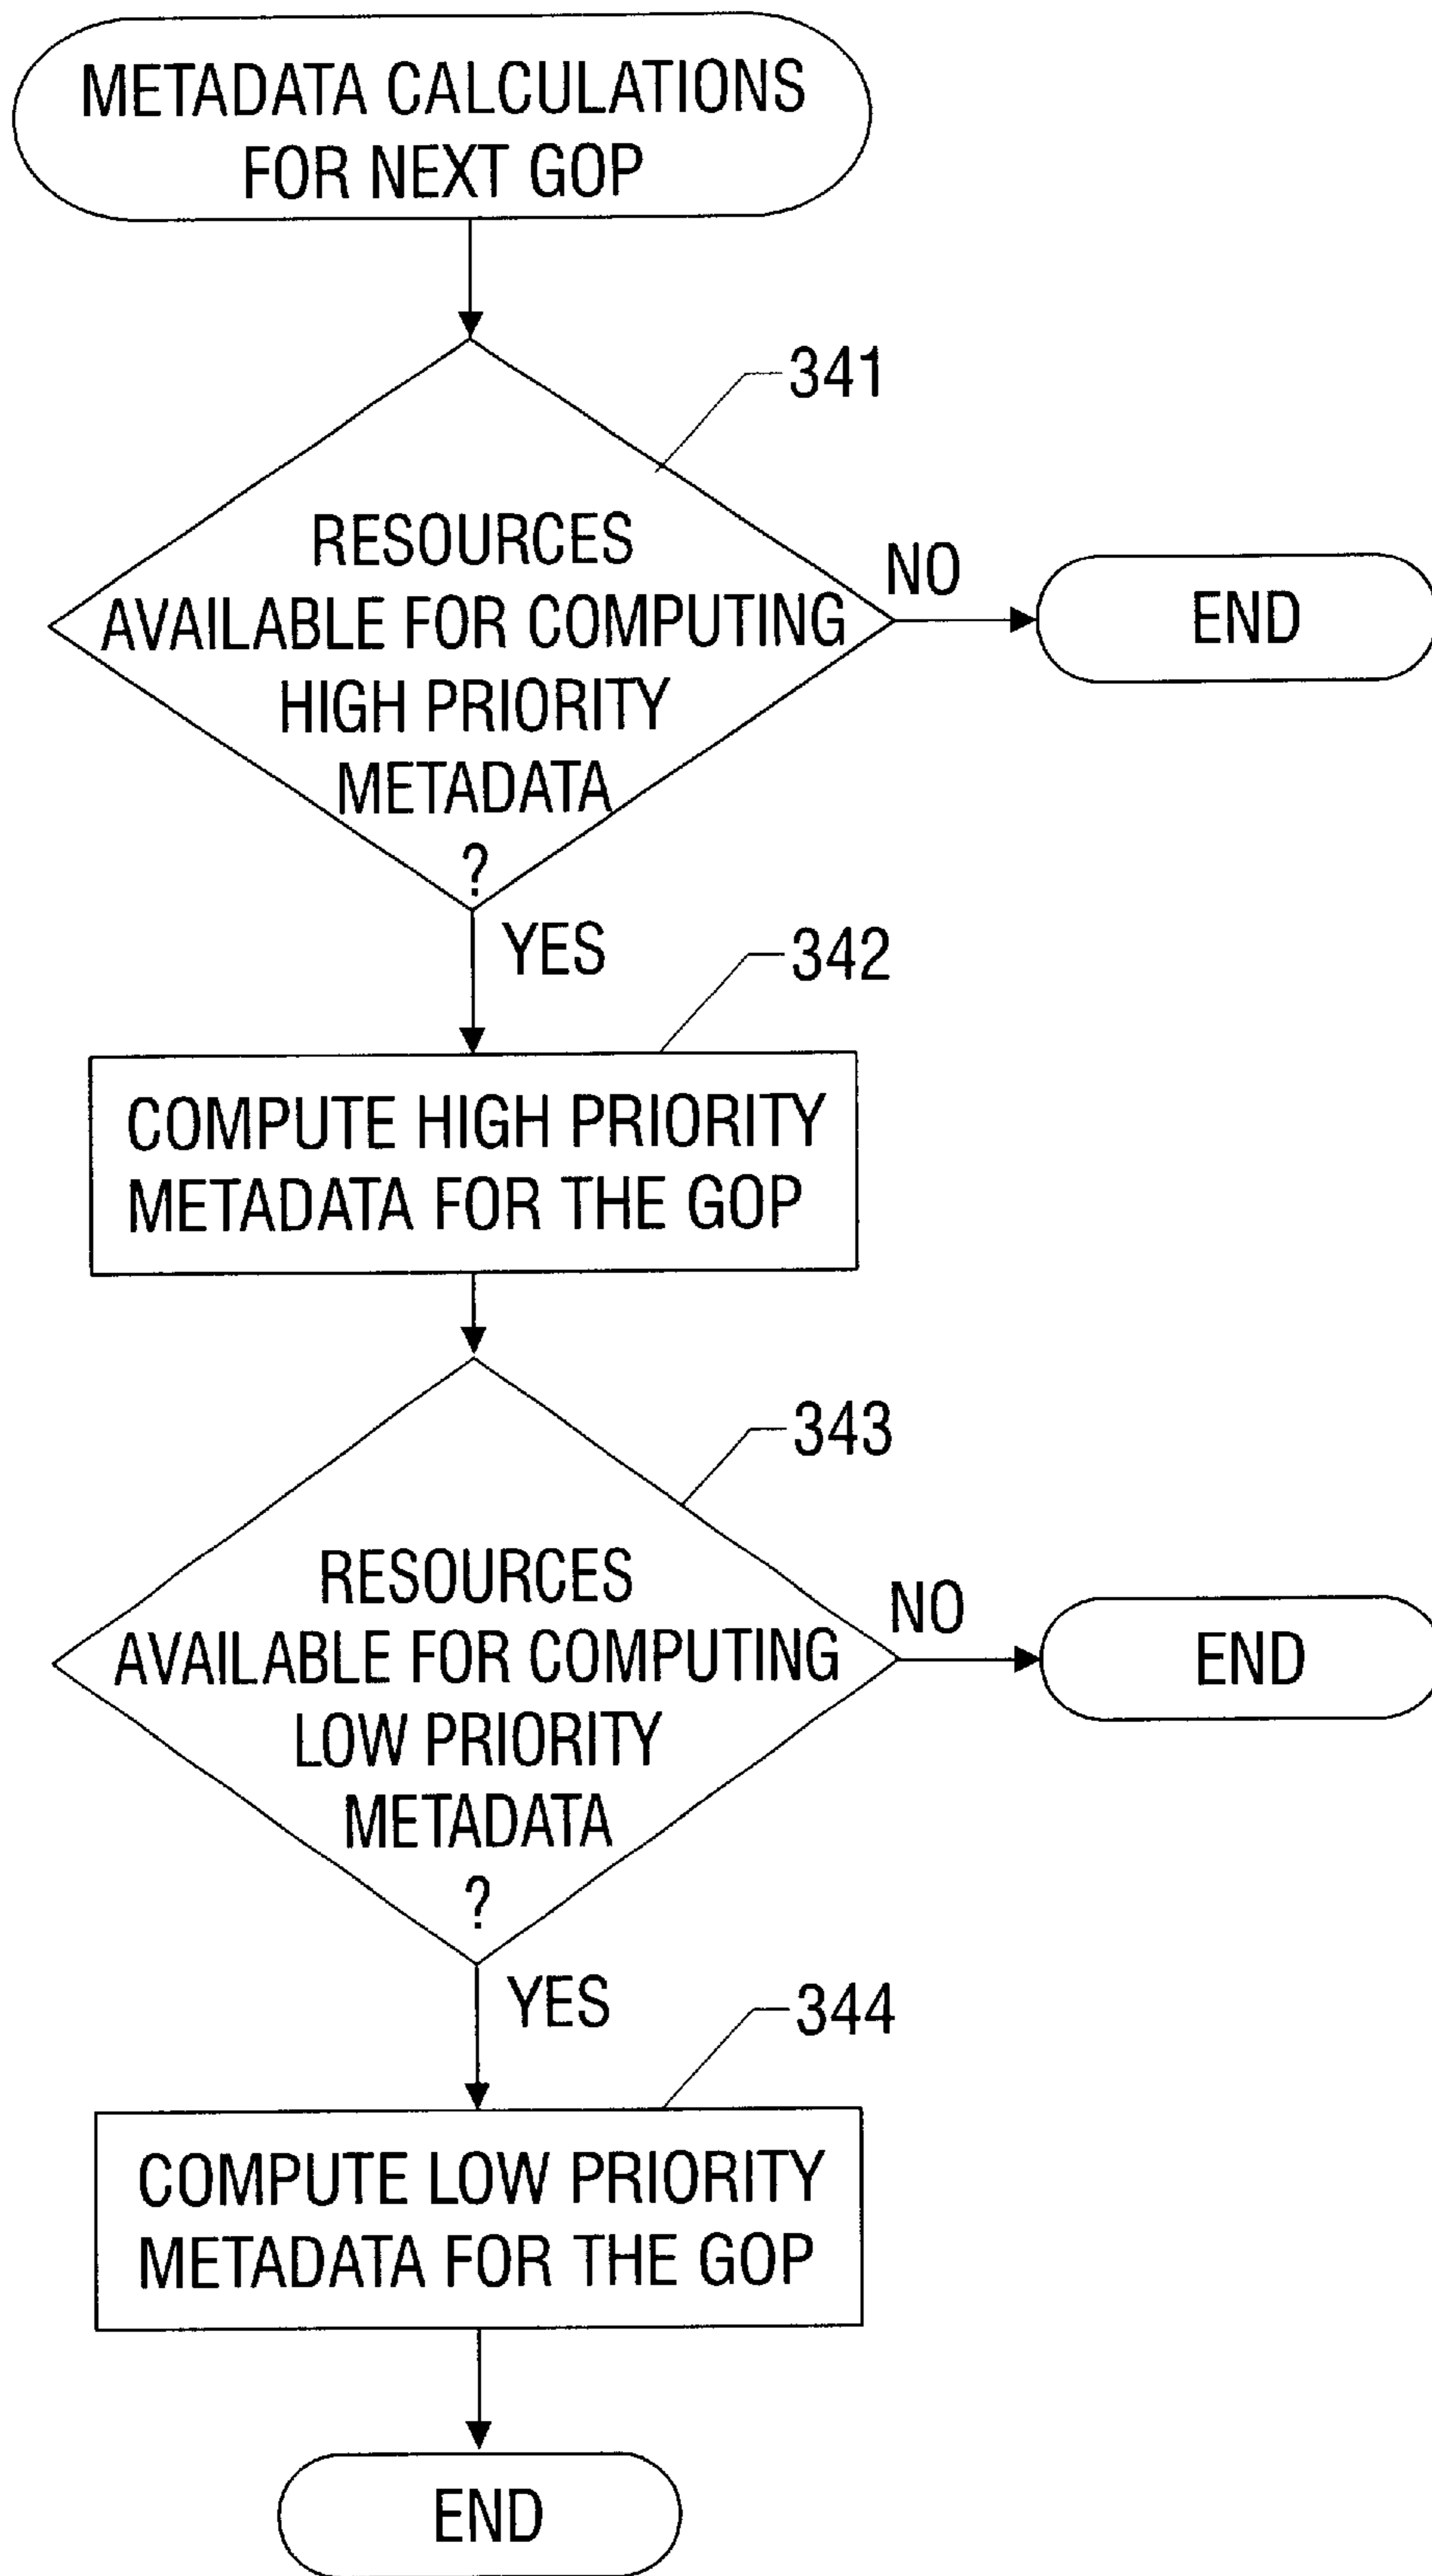 METADATA CALCULATIONS
FOR NEXT GOP
341
RESOURCES
AVAILABLE FOR COMPUTING
HIGH PRIORITY
METADATA
?
NO
END
YES
342
COMPUTE HIGH PRIORITY
METADATA FOR THE GOP
343
RESOURCES
AVAILABLE FOR COMPUTING
LOW PRIORITY
METADATA
?
NO
END
YES
344
COMPUTE LOW PRIORITY
METADATA FOR THE GOP
END